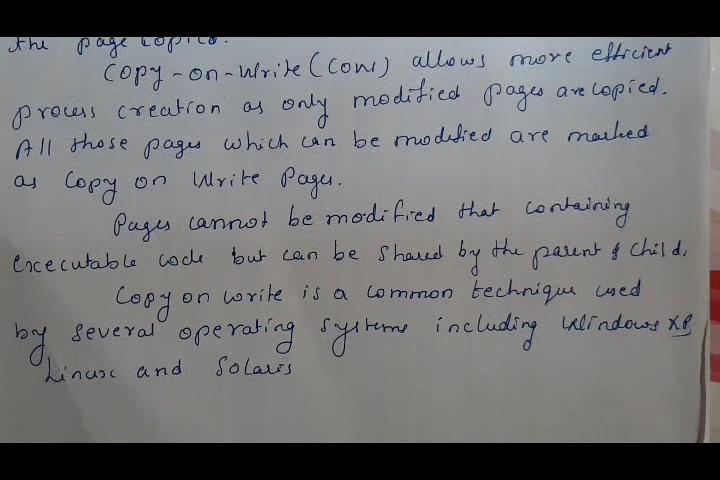 the page copied.
Copy-on-Write (COW) allows more efficient
process creation as only modified pages are copied.
All those pages which can be modified are marked
as Copy on Write Pages.
Pages cannot be modified that containing
executable code but can be shared by the parent & child.
Copy on write is a common technique used
by several operating systems including Windows XP,
Linux and Solaris